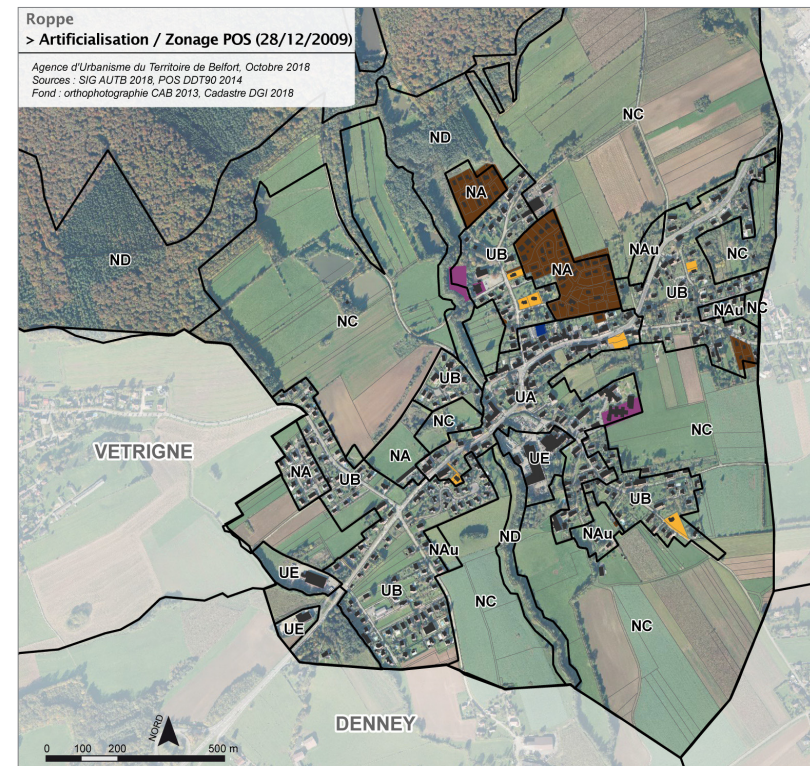 Roppe
> Artificialisation / Zonage POS (28/12/2009)
Agence d'Urbanisme du Territoire de Belfort, Octobre 2018
Sources : SIG AUTB 2018, POS DDT90 2014
Fond : orthophotographie CAB 2013, Cadastre DGI 2018
NC
ND
NA
NAu
UB
NC
NA
ND
UB
NAu
NC
NC
UB
UA
NC
NC
VETRIGNE
NA
NA
UE
UB
UB
ND
NAu
NAu
UE
UB
NC
UE
NC
DENNEY
NORD
0 100 200 500 m